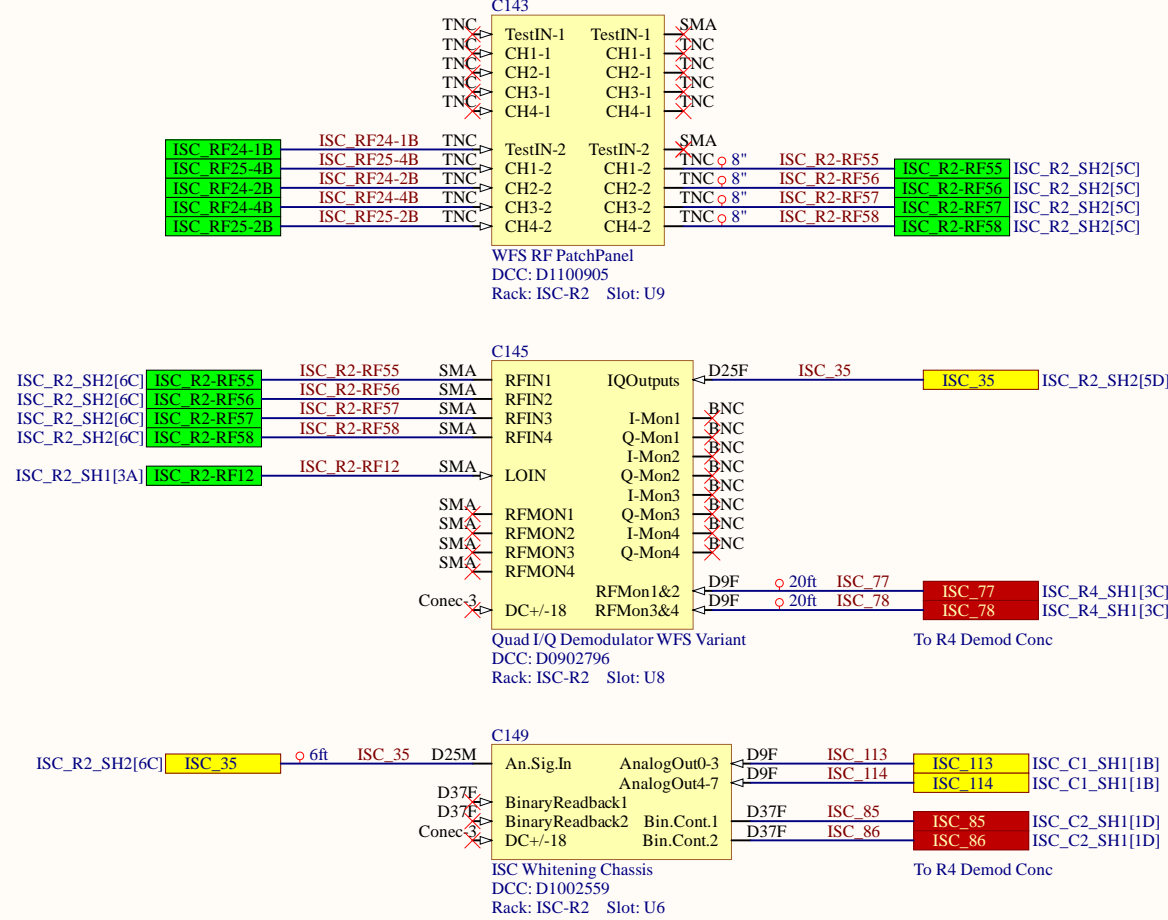 C143
TNC TestIN-1 TestIN-1 SMA
TNC CH1-1 CH1-1 TNC
TNC CH2-1 CH2-1 TNC
TNC CH3-1 CH3-1 TNC
TNC CH4-1 CH4-1 TNC
ISC_RF24-1B ISC_RF24-1B TNC TestIN-2 TestIN-2 SMA
ISC_RF25-4B ISC_RF25-4B TNC CH1-2 CH1-2 TNC 8" ISC_R2-RF55 ISC_R2-RF55 ISC_R2_SH2[5C]
ISC_RF24-2B ISC_RF24-2B TNC CH2-2 CH2-2 TNC 8" ISC_R2-RF56 ISC_R2-RF56 ISC_R2_SH2[5C]
ISC_RF24-4B ISC_RF24-4B TNC CH3-2 CH3-2 TNC 8" ISC_R2-RF57 ISC_R2-RF57 ISC_R2_SH2[5C]
ISC_RF25-2B ISC_RF25-2B TNC CH4-2 CH4-2 TNC 8" ISC_R2-RF58 ISC_R2-RF58 ISC_R2_SH2[5C]
WFS RF PatchPanel
DCC: D1100905
Rack: ISC-R2 Slot: U9
C145
ISC_R2_SH2[6C] ISC_R2-RF55 ISC_R2-RF55 SMA RFIN1 IQOutputs D25F ISC_35 ISC_35 ISC_R2_SH2[5D]
ISC_R2_SH2[6C] ISC_R2-RF56 ISC_R2-RF56 SMA RFIN2
ISC_R2_SH2[6C] ISC_R2-RF57 ISC_R2-RF57 SMA RFIN3 I-Mon1 BNC
ISC_R2_SH2[6C] ISC_R2-RF58 ISC_R2-RF58 SMA RFIN4 Q-Mon1 BNC
I-Mon2 BNC
ISC_R2_SH1[3A] ISC_R2-RF12 ISC_R2-RF12 SMA LOIN Q-Mon2 BNC
I-Mon3 BNC
SMA RFMON1 Q-Mon3 BNC
SMA RFMON2 I-Mon4 BNC
SMA RFMON3 Q-Mon4 BNC
SMA RFMON4
RFMon1&2 D9F 20ft ISC_77 ISC_77 ISC_R4_SH1[3C]
Conec-3 DC+/-18 RFMon3&4 D9F 20ft ISC_78 ISC_78 ISC_R4_SH1[3C]
Quad I/Q Demodulator WFS Variant To R4 Demod Conc
DCC: D0902796
Rack: ISC-R2 Slot: U8
C149
ISC_R2_SH2[6C] ISC_35 6ft ISC_35 D25M An.Sig.In AnalogOut0-3 D9F ISC_113 ISC_113 ISC_C1_SH1[1B]
AnalogOut4-7 D9F ISC_114 ISC_114 ISC_C1_SH1[1B]
D37F BinaryReadback1
D37F BinaryReadback2 Bin.Cont.1 D37F ISC_85 ISC_85 ISC_C2_SH1[1D]
Conec-3 DC+/-18 Bin.Cont.2 D37F ISC_86 ISC_86 ISC_C2_SH1[1D]
ISC Whitening Chassis To R4 Demod Conc
DCC: D1002559
Rack: ISC-R2 Slot: U6